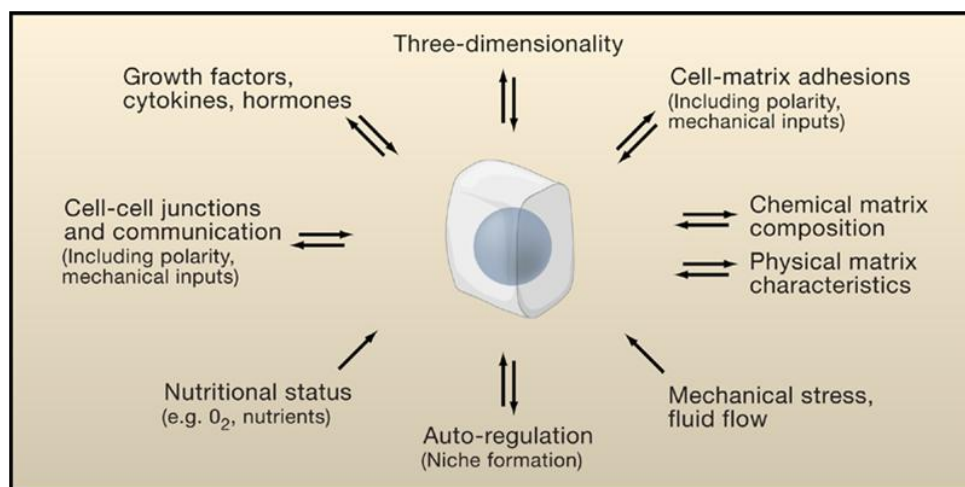 Three-dimensionality
Growth factors,
cytokines, hormones
Cell-matrix adhesions
(Including polarity,
mechanical inputs)
Cell-cell junctions
and communication
(Including polarity,
mechanical inputs)
Chemical matrix
composition
Physical matrix
characteristics
Nutritional status
(e.g. 0₂, nutrients)
Auto-regulation
(Niche formation)
Mechanical stress,
fluid flow